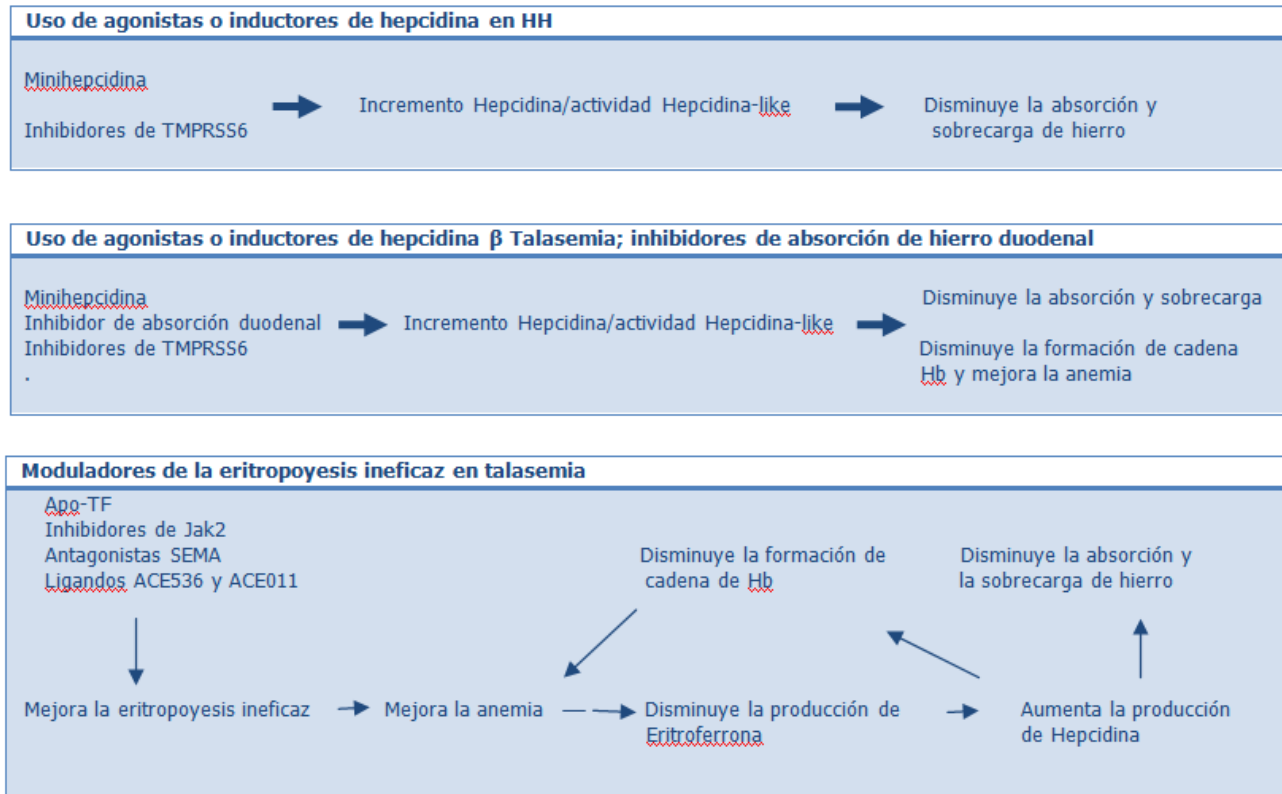 Uso de agonistas o inductores de hepcidina en HH
Minihepcidina
Inhibidores de TMPRSS6
Incremento Hepcidina/actividad Hepcidina-like
Disminuye la absorción y
sobrecarga de hierro
Uso de agonistas o inductores de hepcidina β Talasemia; inhibidores de absorción de hierro duodenal
Minihepcidina
Inhibidor de absorción duodenal
Inhibidores de TMPRSS6
.
Incremento Hepcidina/actividad Hepcidina-like
Disminuye la absorción y sobrecarga
Disminuye la formación de cadena
Hb y mejora la anemia
Moduladores de la eritropoyesis ineficaz en talasemia
Apo-TF
Inhibidores de Jak2
Antagonistas SEMA
Ligandos ACE536 y ACE011
Disminuye la formación de
cadena de Hb
Disminuye la absorción y
la sobrecarga de hierro
Mejora la eritropoyesis ineficaz
Mejora la anemia
Disminuye la producción de
Eritroferrona
Aumenta la producción
de Hepcidina